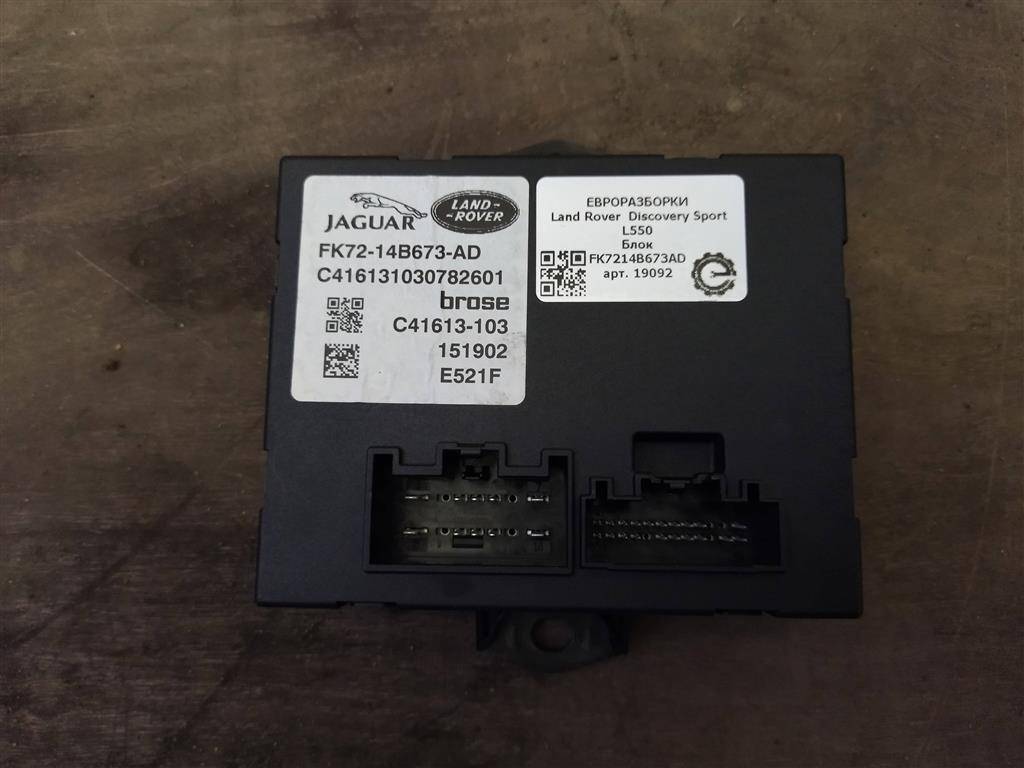 JAGUAR
LAND-
-ROVER
FK72-14B673-AD
C416131030782601
brose
C41613-103
151902
E521F
ЕВРОРАЗБОРКИ
Land Rover Discovery Sport
L550
Блок
FK7214B673AD
арт. 19092